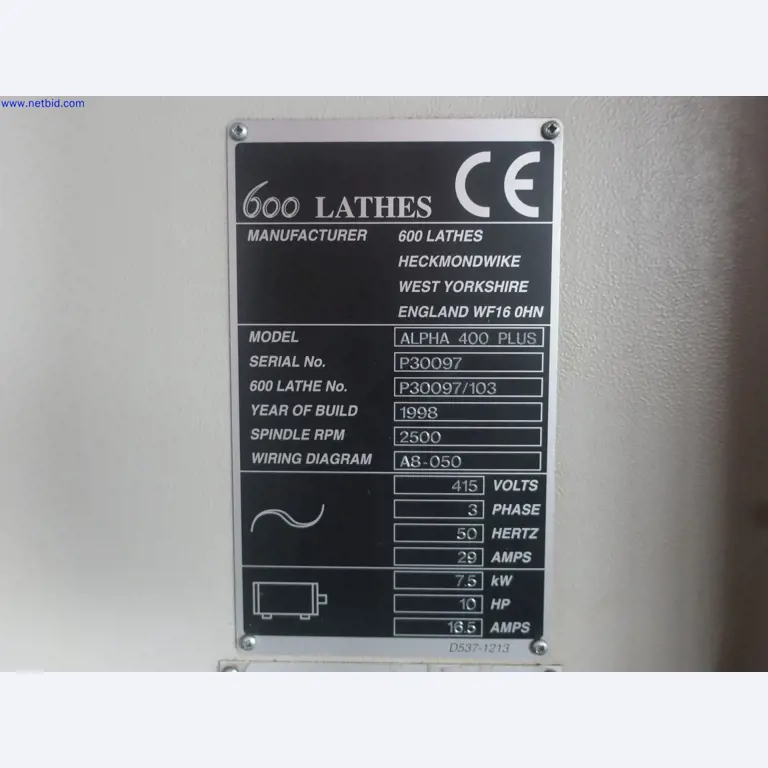 www.netbid.com
600 LATHES CE
MANUFACTURER 600 LATHES
HECKMONDWIKE
WEST YORKSHIRE
ENGLAND WF16 0HN
MODEL ALPHA 400 PLUS
SERIAL No. P30097
600 LATHE No. P30097/103
YEAR OF BUILD 1998
SPINDLE RPM 2500
WIRING DIAGRAM A8-050
415 VOLTS
3 PHASE
50 HERTZ
29 AMPS
7.5 kW
10 HP
16.5 AMPS
D537-1213